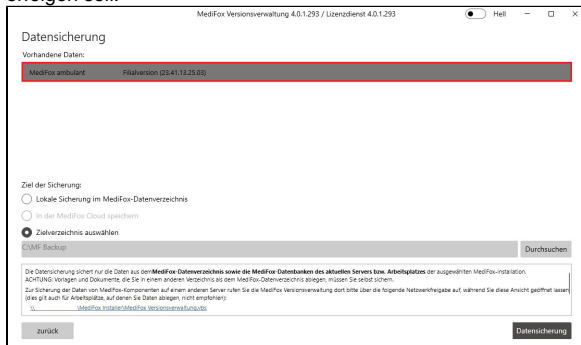 MediFox Versionsverwaltung 4.0.1.293 / Lizenzdienst 4.0.1.293 Hell
Datensicherung
Vorhandene Daten:
MediFox ambulant Filialversion (23.41.13.25.03)
Ziel der Sicherung:
Lokale Sicherung im MediFox-Datenverzeichnis
In der MediFox Cloud speichern
Zielverzeichnis auswählen
C:\MF Backup Durchsuchen
Die Datensicherung sichert nur die Daten aus dem MediFox-Datenverzeichnis sowie die MediFox-Datenbanken des aktuellen Servers bzw. Arbeitsplatzes der ausgewählten MediFox-Installation.
ACHTUNG: Vorlagen und Dokumente, die Sie in einem anderen Verzeichnis als dem MediFox-Datenverzeichnis ablegen, müssen Sie selbst sichern.
Zur Sicherung der Daten von MediFox-Komponenten auf einem anderen Server rufen Sie die MediFox Versionsverwaltung dort bitte über die folgende Netzwerkfreigabe auf, während Sie diese Ansicht geöffnet lassen
(dies gilt auch für Arbeitsplätze, auf denen Sie Daten ablegen, nicht empfohlen):
\\ \MediFox Installer\MediFox Versionsverwaltung.vbs
zurück Datensicherung